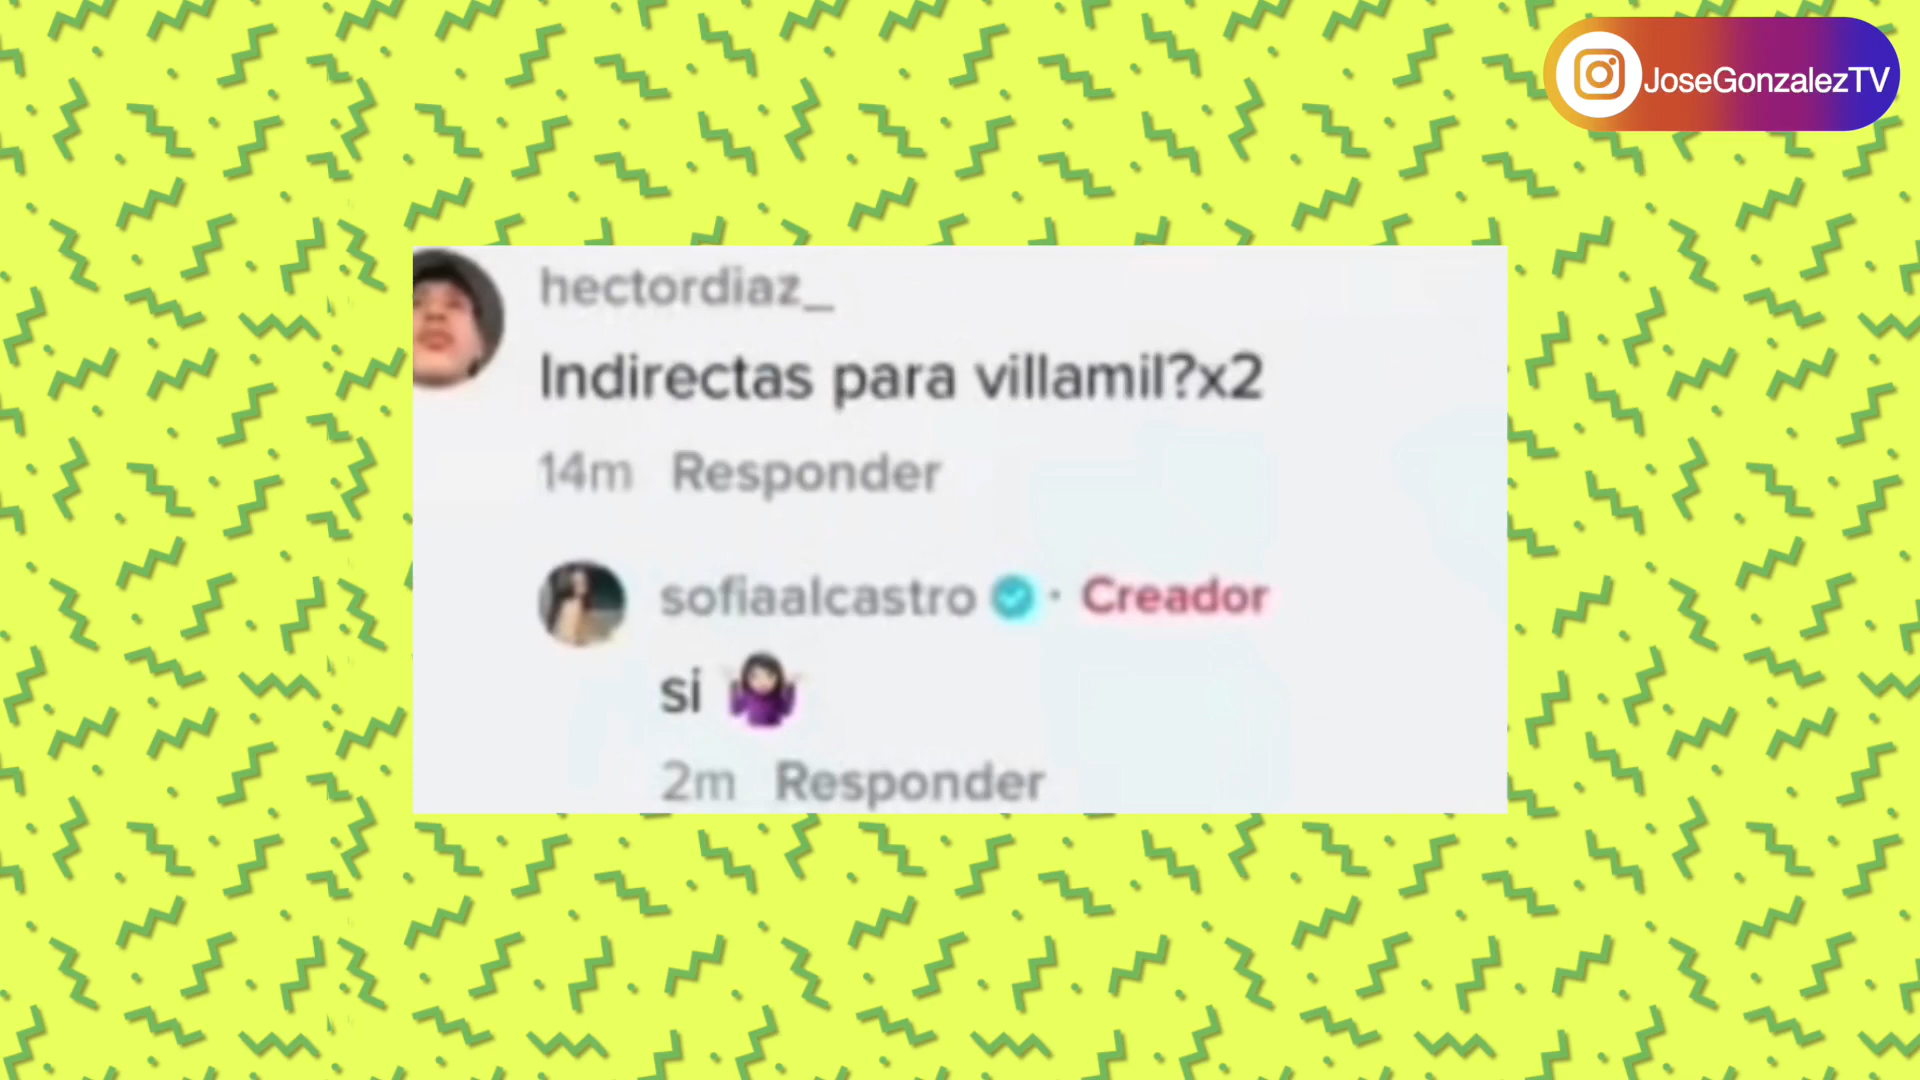 JoseGonzalezTV
hectordiaz_
Indirectas para villamil?x2
14m Responder
sofiaalcastro · Creador
si 🤷🏻‍♀️
2m Responder